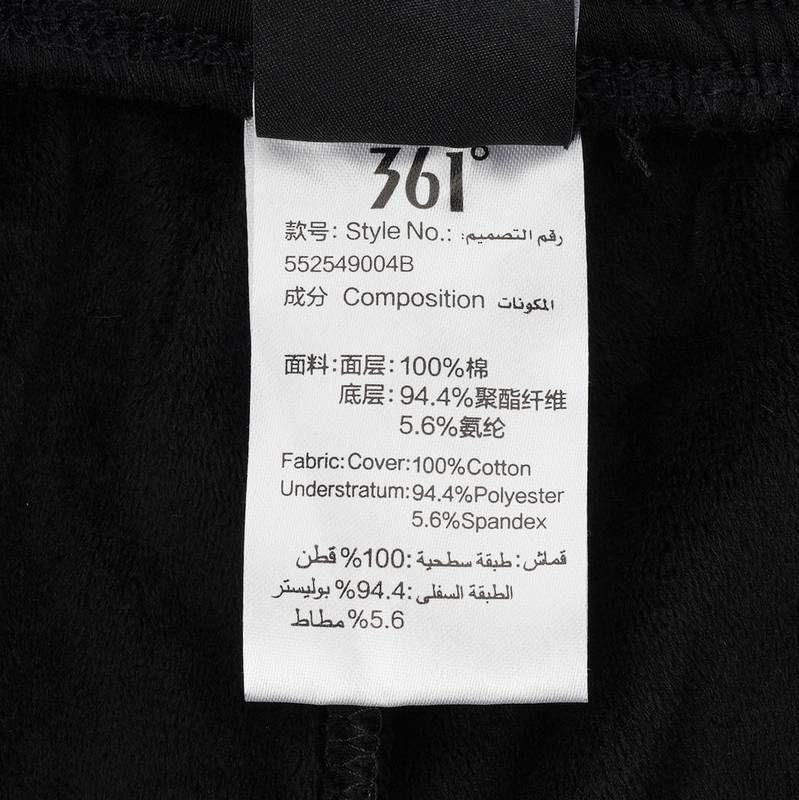 361°
款号: Style No.: رقم التصميم:
552549004B
成分 Composition المكونات
面料:面层:100%棉
底层:94.4%聚酯纤维
5.6%氨纶
Fabric:Cover:100%Cotton
Understratum:94.4%Polyester
5.6%Spandex
قماش: طبقة سطحية:100% قطن
الطبقة السفلى:94.4% بوليستر
5.6% مطاط